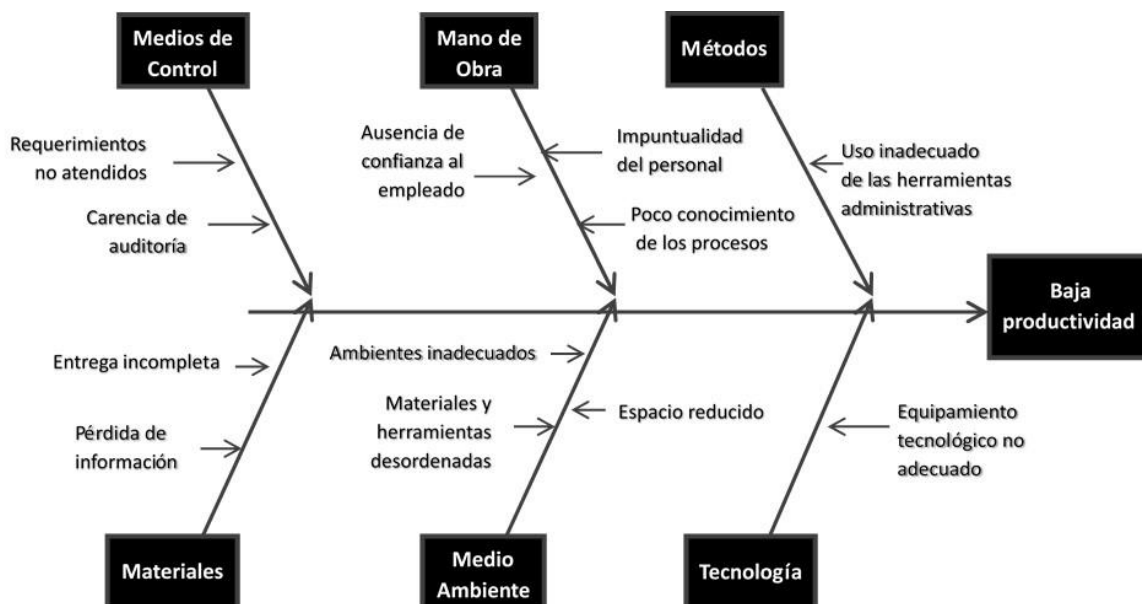 Medios de
Control
Mano de
Obra
Métodos
Requerimientos
no atendidos
Carencia de
auditoría
Ausencia de
confianza al
empleado
Impuntualidad
del personal
Poco conocimiento
de los procesos
Uso inadecuado
de las herramientas
administrativas
Baja
productividad
Entrega incompleta
Pérdida de
información
Ambientes inadecuados
Materiales y
herramientas
desordenadas
Espacio reducido
Equipamiento
tecnológico no
adecuado
Materiales
Medio
Ambiente
Tecnología